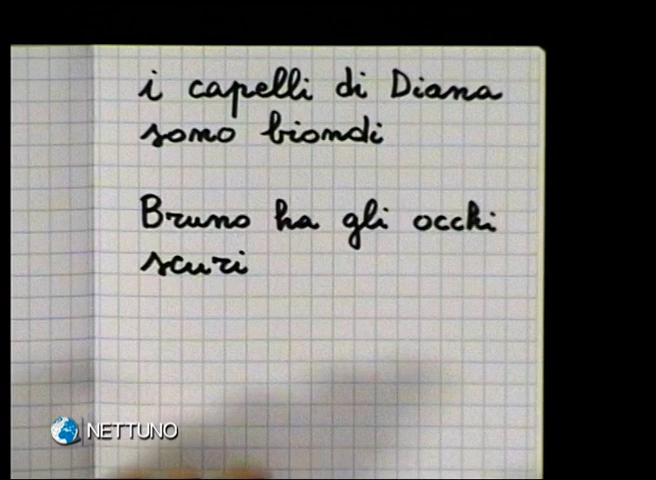 i capelli di Diana
sono biondi
Bruno ha gli occhi
scuri
NETTUNO